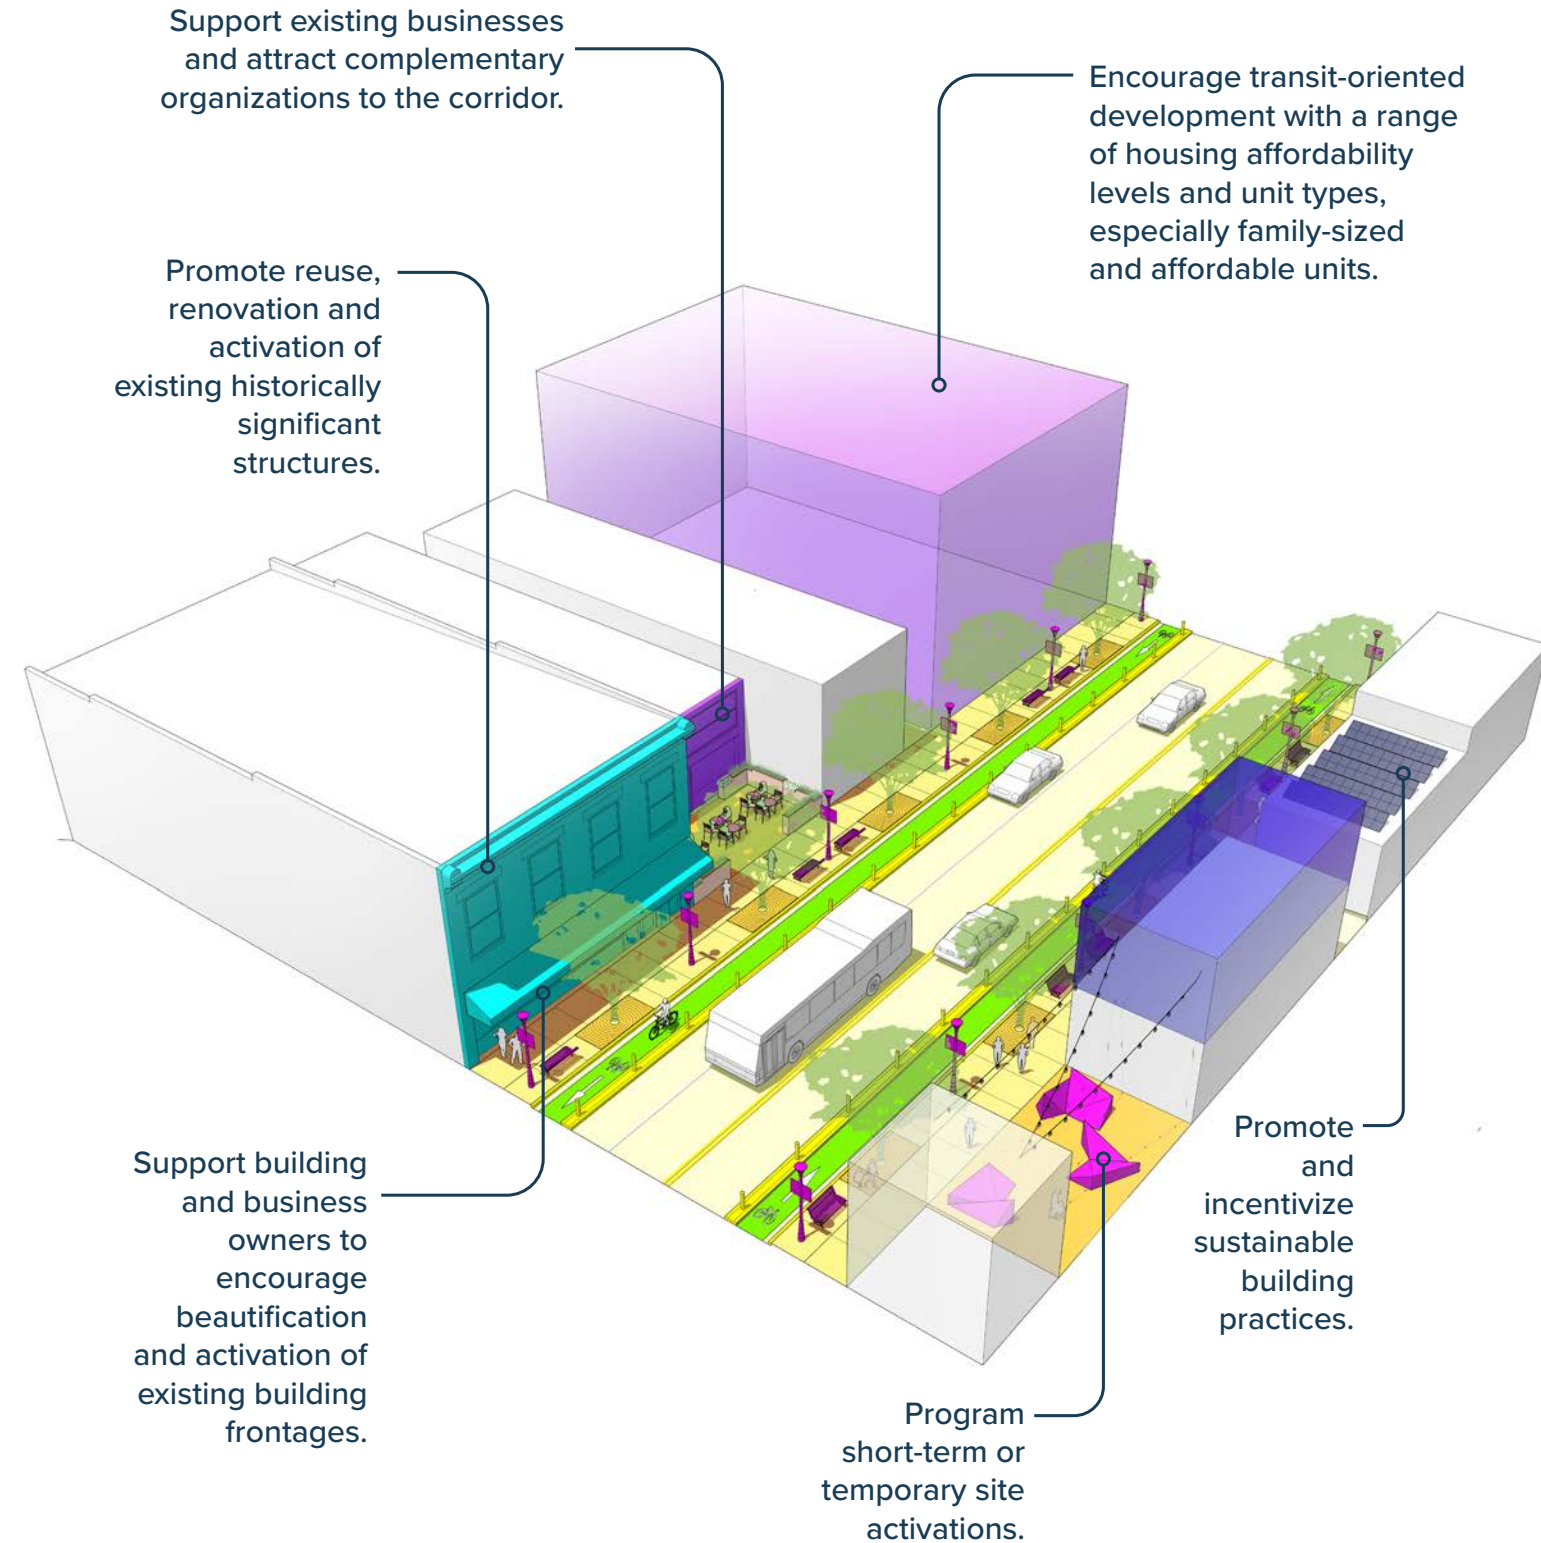 Support existing businesses
and attract complementary
organizations to the corridor.
Encourage transit-oriented
development with a range
of housing affordability
levels and unit types,
especially family-sized
and affordable units.
Promote reuse,
renovation and
activation of
existing historically
significant
structures.
Support building
and business
owners to
encourage
beautification
and activation of
existing building
frontages.
Promote
and
incentivize
sustainable
building
practices.
Program
short-term or
temporary site
activations.